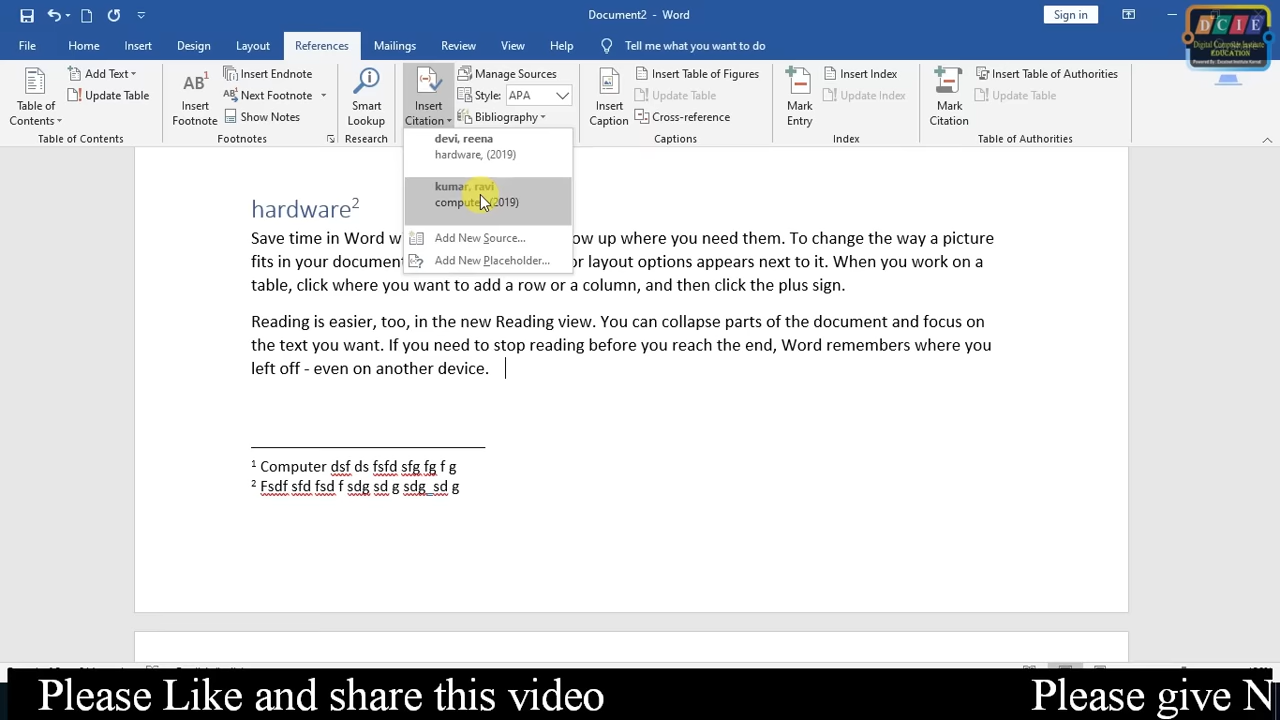 Document2 - Word
Sign in
File Home Insert Design Layout References Mailings Review View Help Tell me what you want to do
DCIE
Digital Computer Institute
EDUCATION
Table of Contents
Add Text
Update Table
Table of Contents
AB1
Insert Footnote
Insert Endnote
Next Footnote
Show Notes
Footnotes
Smart Lookup
Research
Insert Citation
Manage Sources
Style: APA
Bibliography
Insert Caption
Insert Table of Figures
Update Table
Cross-reference
Captions
Mark Entry
Insert Index
Update Index
Index
Mark Citation
Insert Table of Authorities
Table of Authorities
devi, reena
hardware, (2019)
kumar, ravi
Add New Source...
Add New Placeholder...
hardware2
Save time in Word w ow up where you need them. To change the way a picture
fits in your document or layout options appears next to it. When you work on a
table, click where you want to add a row or a column, and then click the plus sign.
Reading is easier, too, in the new Reading view. You can collapse parts of the document and focus on
the text you want. If you need to stop reading before you reach the end, Word remembers where you
left off - even on another device.
1 Computer dsf ds fsfd sfg fg f g
2 Fsdf sfd fsd f sdg sd g sdg sd g
Please Like and share this video
Please give N